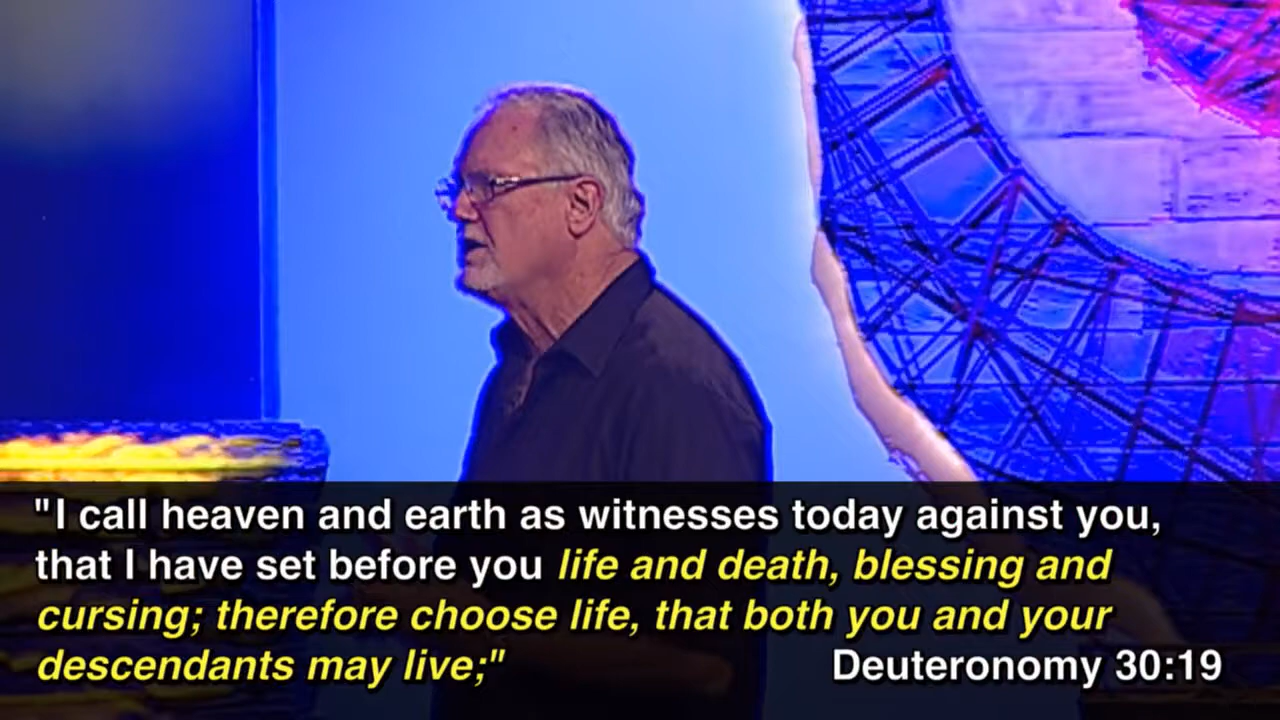 "I call heaven and earth as witnesses today against you,
that I have set before you life and death, blessing and
cursing; therefore choose life, that both you and your
descendants may live;"
Deuteronomy 30:19